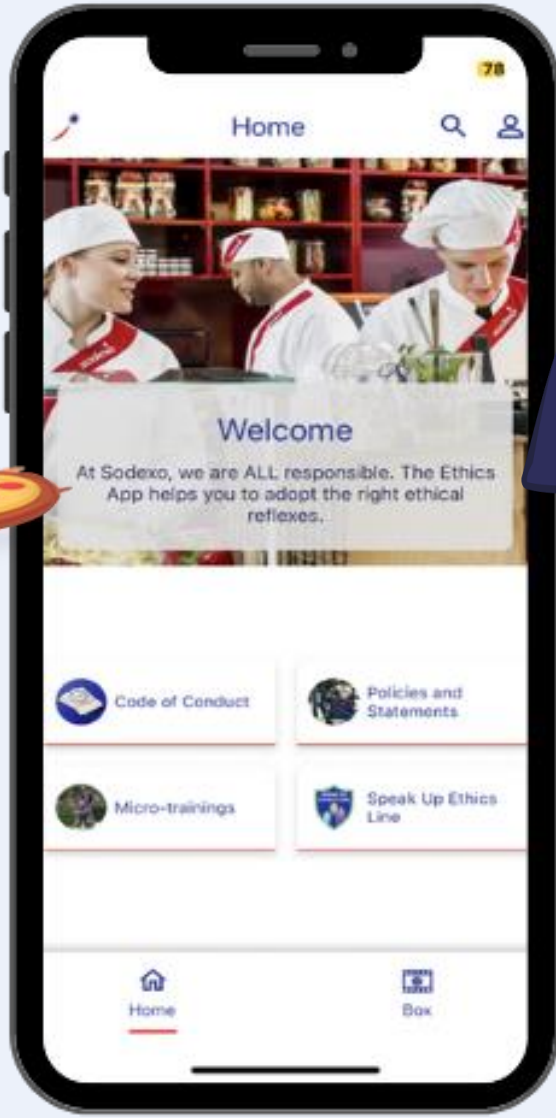 78
Home
Welcome
At Sodexo, we are ALL responsible. The Ethics
App helps you to adopt the right ethical
reflexes.
Code of Conduct
Policies and
Statements
Micro-trainings
Speak Up Ethics
Line
Home
Box